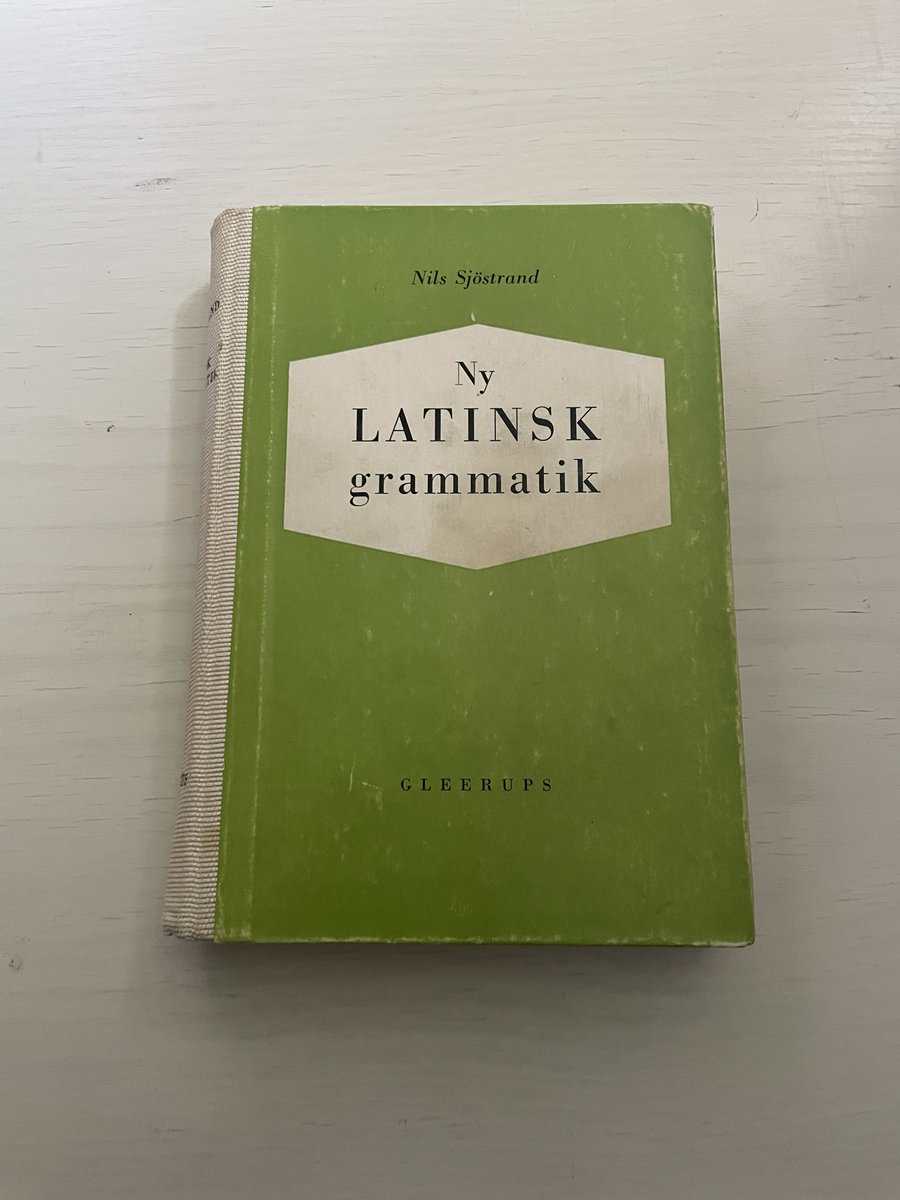 Nils Sjöstrand
Ny
LATINSK
grammatik
GLEERUPS